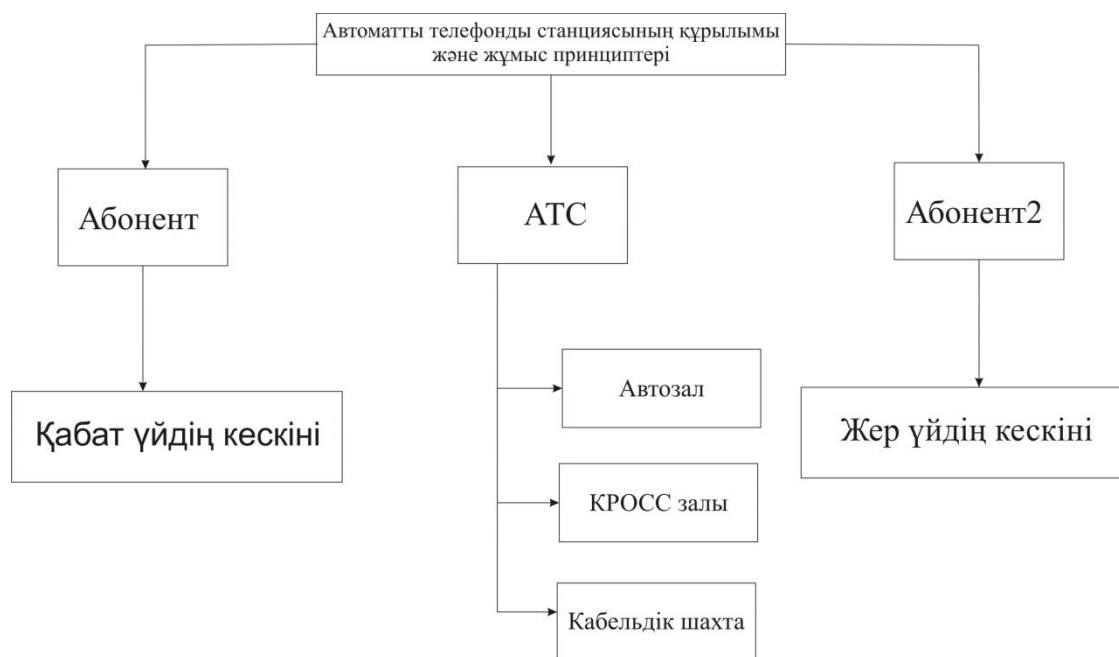 Автоматты телефонды станциясының құрылымы
және жұмыс принциптері
Абонент
АТС
Абонент2
Автозал
Қабат үйдің кескіні
Жер үйдің кескіні
КРОСС залы
Кабельдік шахта